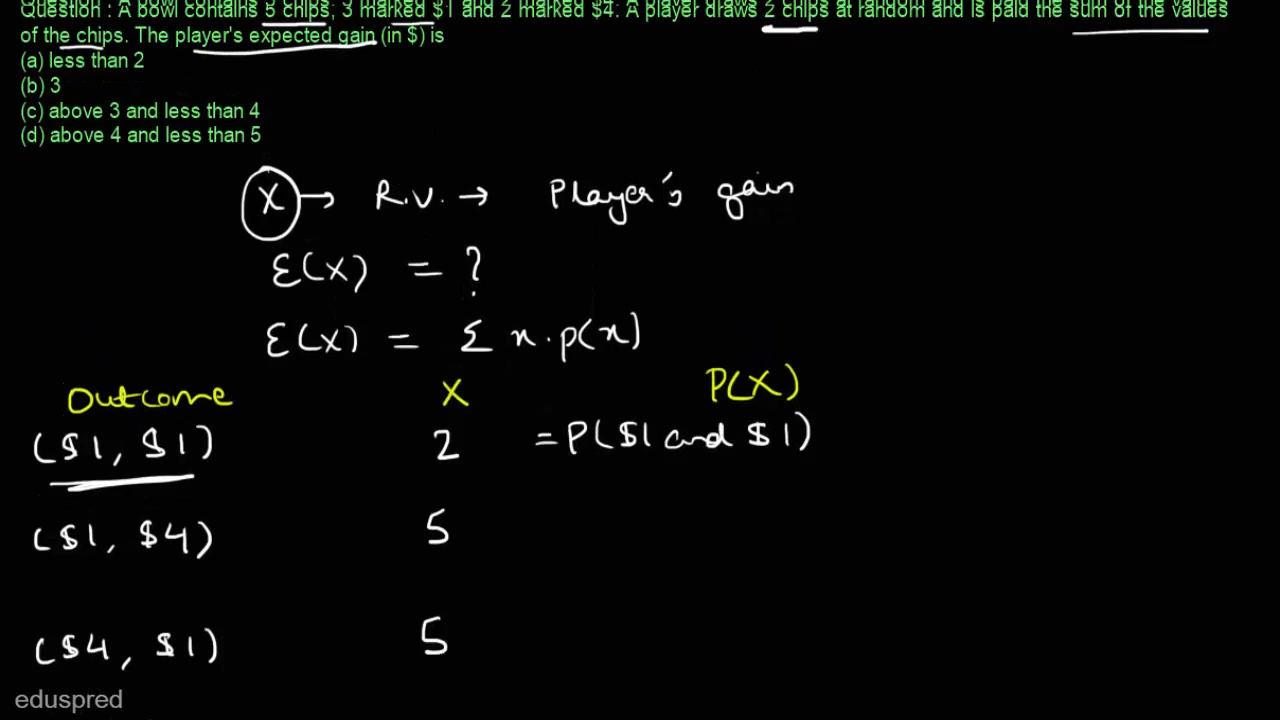 Question : A bowl contains 5 chips, 3 marked $1 and 2 marked $4. A player draws 2 chips at random and is paid the sum of the values
of the chips. The player's expected gain (in $) is
(a) less than 2
(b) 3
(c) above 3 and less than 4
(d) above 4 and less than 5
X → R.V. → Player's gain
E(X) = ?
E(X) = Σ x.p(x)
Outcome X P(X)
($1, $1) 2 = P($1 and $1)
($1, $4) 5
($4, $1) 5
eduspred